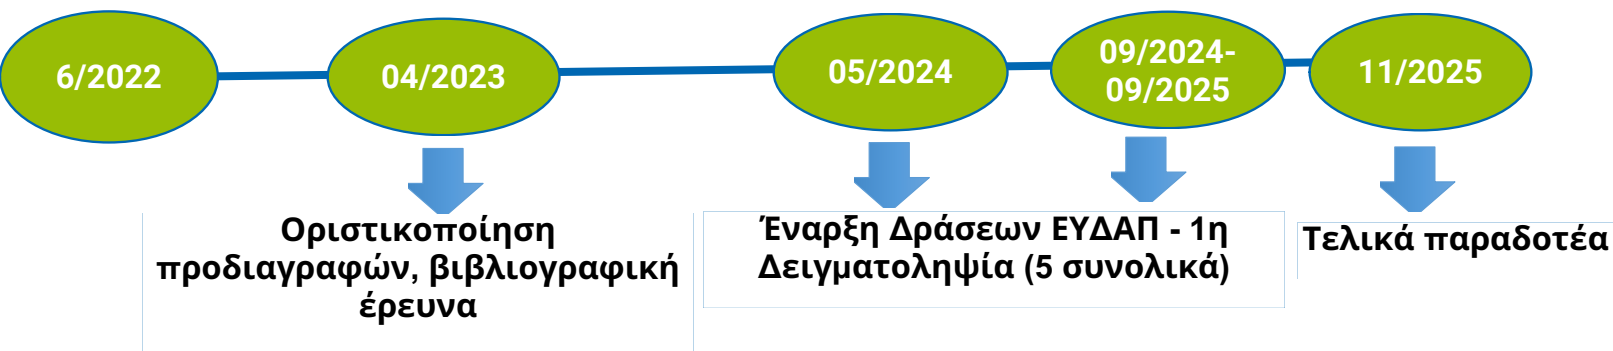 6/2022
04/2023
05/2024
09/2024-
09/2025
11/2025
Οριστικοποίηση
προδιαγραφών, βιβλιογραφική
έρευνα
Έναρξη Δράσεων ΕΥΔΑΠ - 1η
Δειγματοληψία (5 συνολικά)
Τελικά παραδοτέα